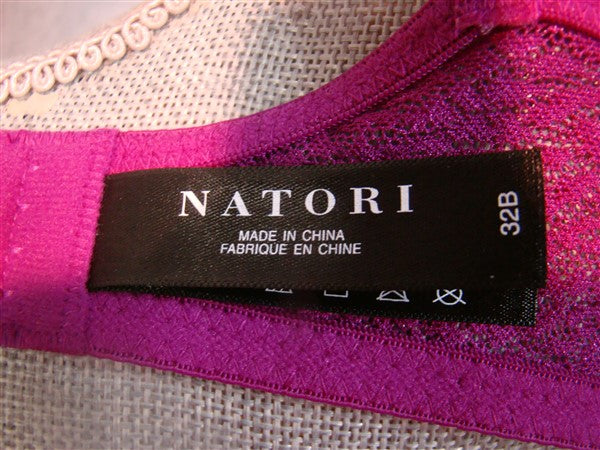 NATORI
MADE IN CHINA
FABRIQUE EN CHINE
32B